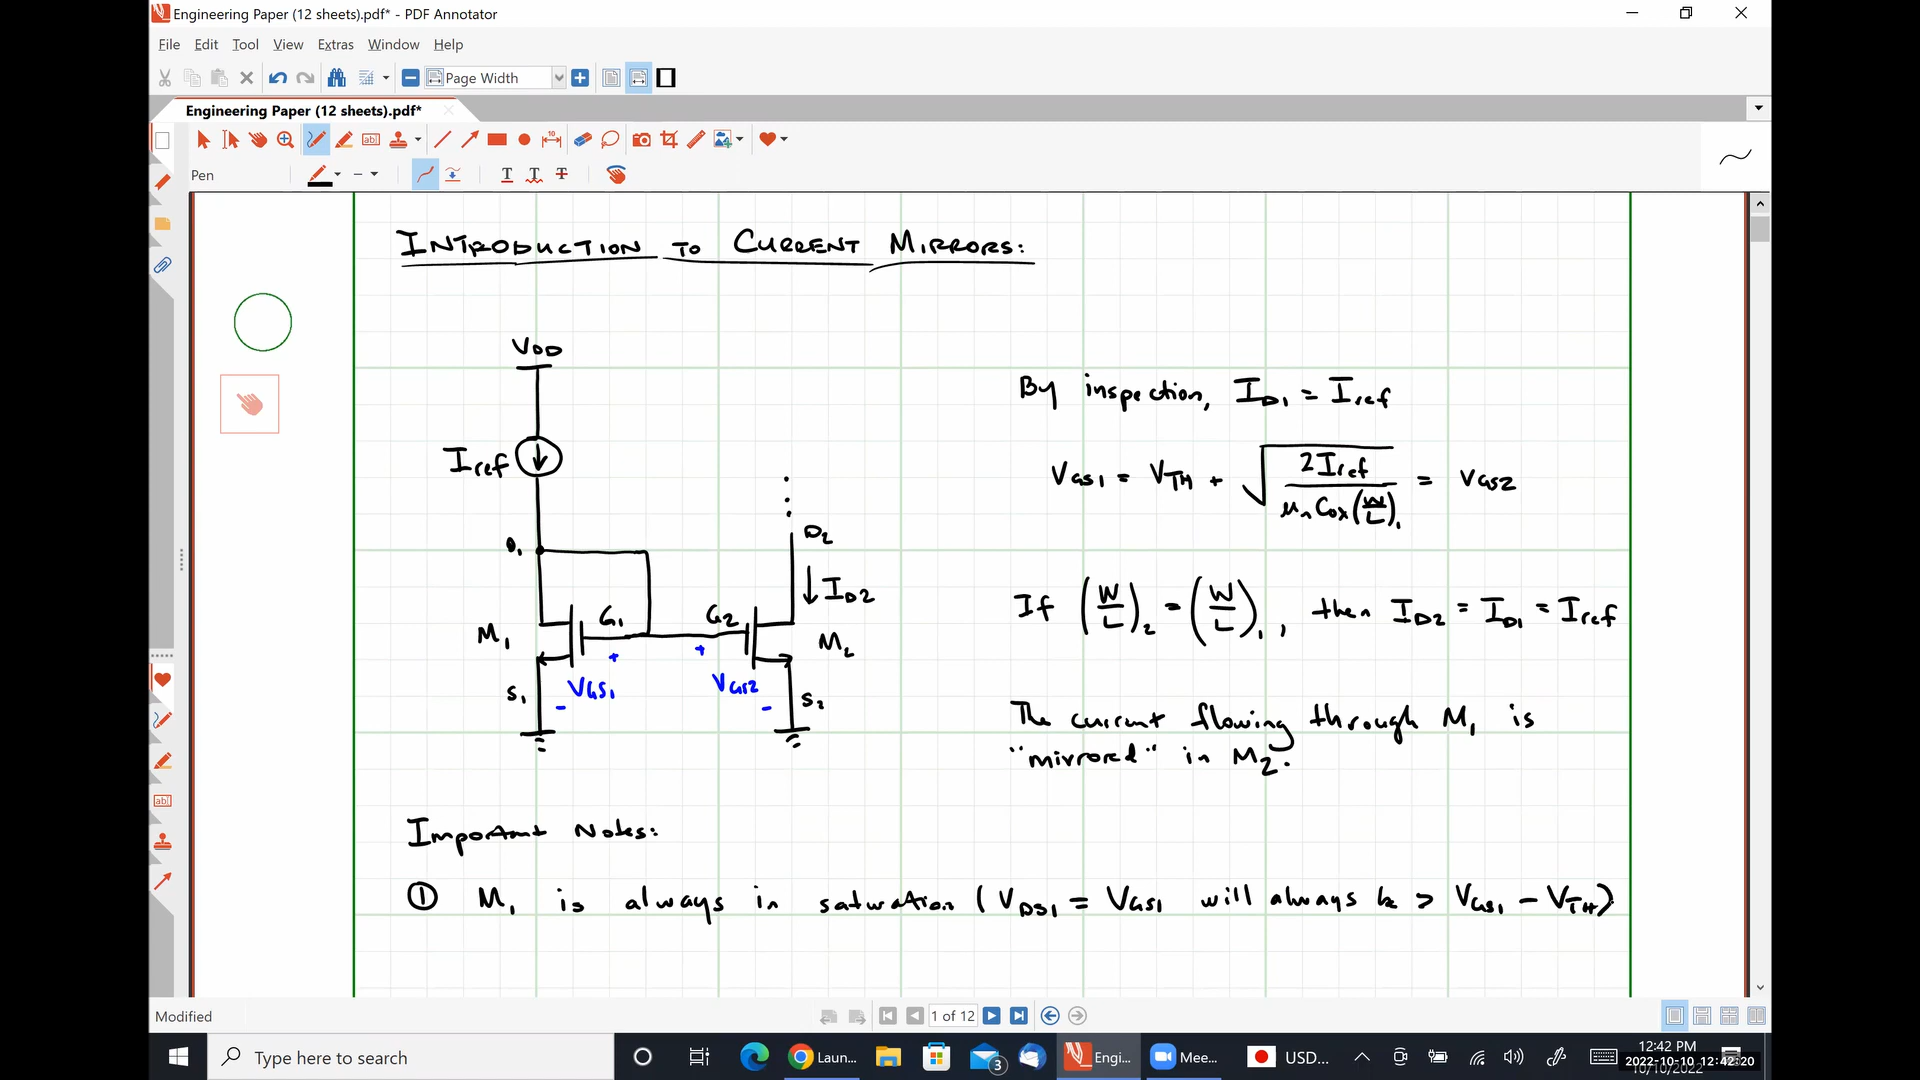 Engineering Paper (12 sheets).pdf* - PDF Annotator
File Edit Tool View Extras Window Help
Page Width
Engineering Paper (12 sheets).pdf*
Pen
INTRODUCTION TO CURRENT MIRRORS:
VDD
Iref
D1
D2
ID2
G1
G2
M1
M2
+
+
VGS1
VGS2
S1
S2
-
-
By inspection, ID1 = Iref
VGS1 = VTH + √(2Iref / μnCox(W/L)1) = VGS2
If (W/L)2 = (W/L)1, then ID2 = ID1 = Iref
The current flowing through M1 is
"mirrored" in M2.
Important Notes:
① M1 is always in saturation (VDS1 = VGS1 will always be > VGS1 - VTH)
Modified
1 of 12
Type here to search
Laun...
3
Engi...
Mee...
USD...
12:42 PM
2022-10-10 12:42:20
10/10/2022